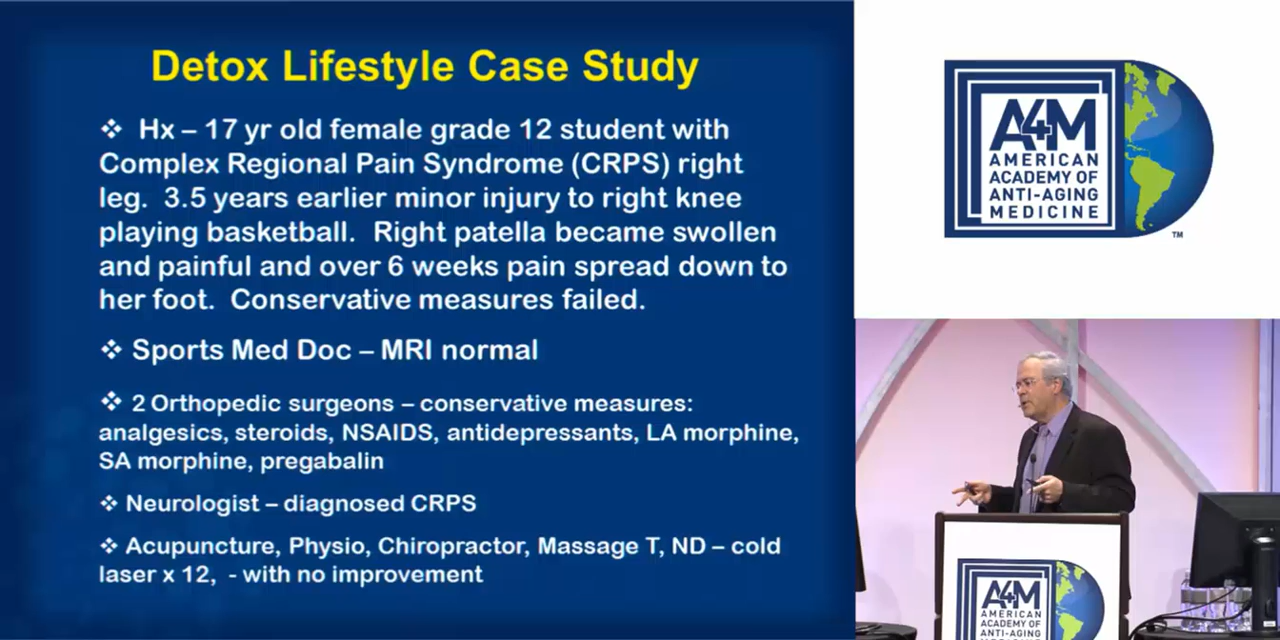 Detox Lifestyle Case Study
❖ Hx – 17 yr old female grade 12 student with
Complex Regional Pain Syndrome (CRPS) right
leg. 3.5 years earlier minor injury to right knee
playing basketball. Right patella became swollen
and painful and over 6 weeks pain spread down to
her foot. Conservative measures failed.
❖ Sports Med Doc – MRI normal
❖ 2 Orthopedic surgeons – conservative measures:
analgesics, steroids, NSAIDS, antidepressants, LA morphine,
SA morphine, pregabalin
❖ Neurologist – diagnosed CRPS
❖ Acupuncture, Physio, Chiropractor, Massage T, ND – cold
laser x 12, - with no improvement
A4M
AMERICAN
ACADEMY OF
ANTI-AGING
MEDICINE
TM
A4M
AMERICAN
ACADEMY OF
ANTI-AGING